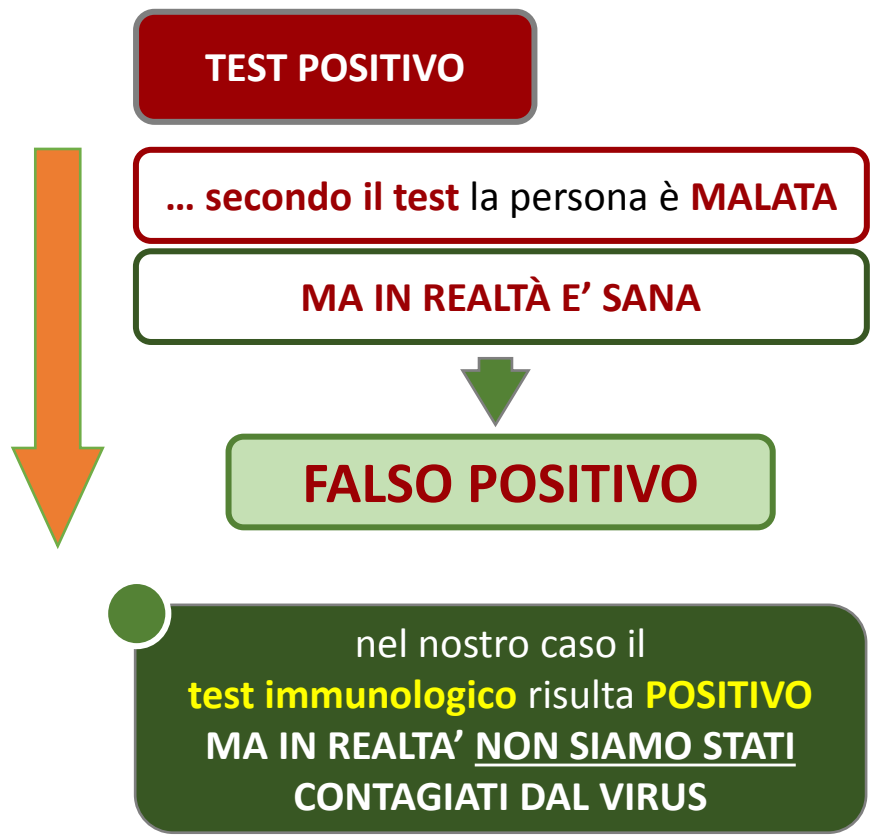 TEST POSITIVO
... secondo il test la persona è MALATA
MA IN REALTÀ E’ SANA
FALSO POSITIVO
nel nostro caso il
test immunologico risulta POSITIVO
MA IN REALTA’ NON SIAMO STATI
CONTAGIATI DAL VIRUS